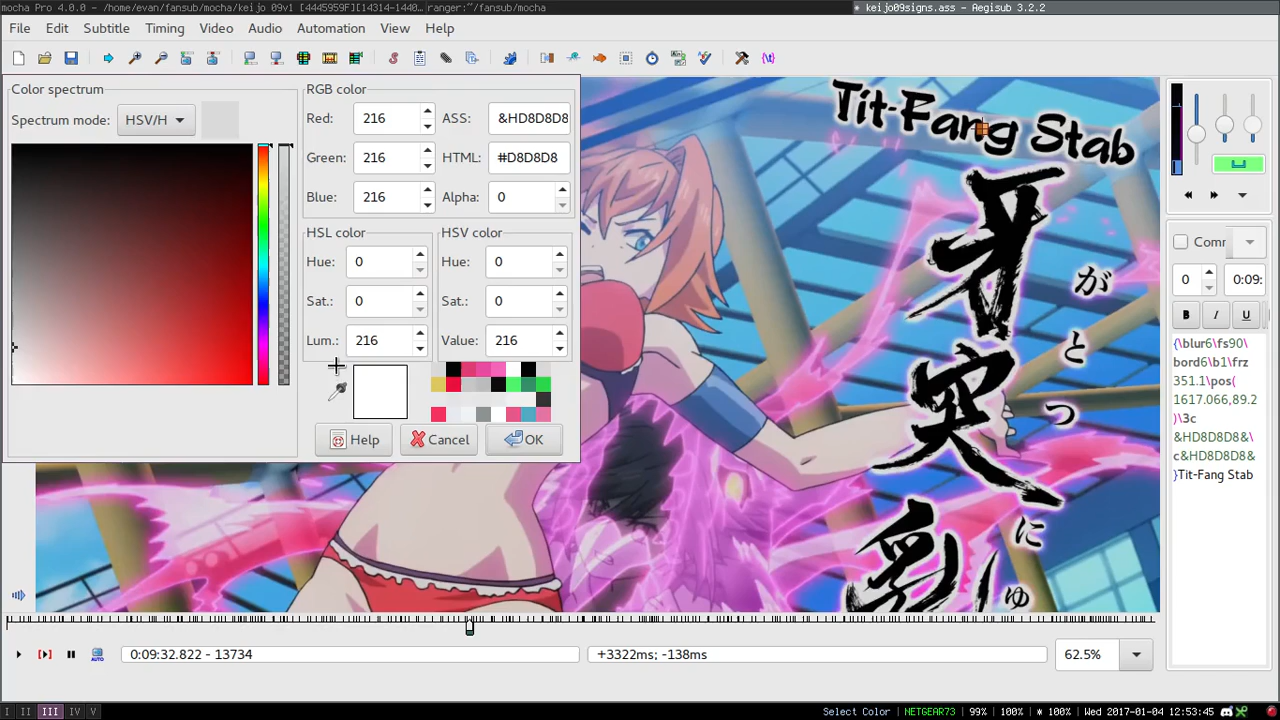 mocha Pro 4.0.0 - /home/evan/fansub/mocha/keijo 09v1 [4445959F][14314-1440...
ranger:~/fansub/mocha
* keijo09signs.ass — Aegisub 3.2.2
File Edit Subtitle Timing Video Audio Automation View Help
Color spectrum
Spectrum mode: HSV/H
RGB color
Red: 216 ASS: &HD8D8D8
Green: 216 HTML: #D8D8D8
Blue: 216 Alpha: 0
HSL color HSV color
Hue: 0 Hue: 0
Sat.: 0 Sat.: 0
Lum.: 216 Value: 216
Help Cancel OK
Tit-Fang Stab
牙突乳
がとつにゅ
Comr
0 0:09:
B I U
{\blur6\fs90\
bord6\b1\frz
351.1\pos(
1617.066,89.2
)\3c
&HD8D8D8&\
c&HD8D8D8&
}Tit-Fang Stab
0:09:32.822 - 13734 +3322ms; -138ms 62.5%
AUTO
I II III IV V Select Color | NETGEAR73 | 99% | 100% | * 100% | Wed 2017-01-04 12:53:45